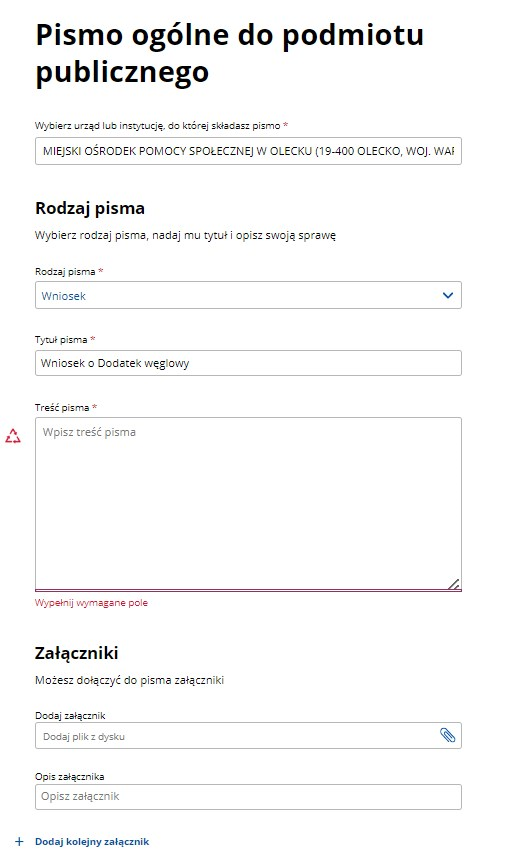 Pismo ogólne do podmiotu
publicznego
Wybierz urząd lub instytucję, do której składasz pismo *
MIEJSKI OŚRODEK POMOCY SPOŁECZNEJ W OLECKU (19-400 OLECKO, WOJ. WAR
Rodzaj pisma
Wybierz rodzaj pisma, nadaj mu tytuł i opisz swoją sprawę
Rodzaj pisma *
Wniosek
Tytuł pisma *
Wniosek o Dodatek węglowy
Treść pisma *
Wpisz treść pisma
Wypełnij wymagane pole
Załączniki
Możesz dołączyć do pisma załączniki
Dodaj załącznik
Dodaj plik z dysku
Opis załącznika
Opisz załącznik
+ Dodaj kolejny załącznik